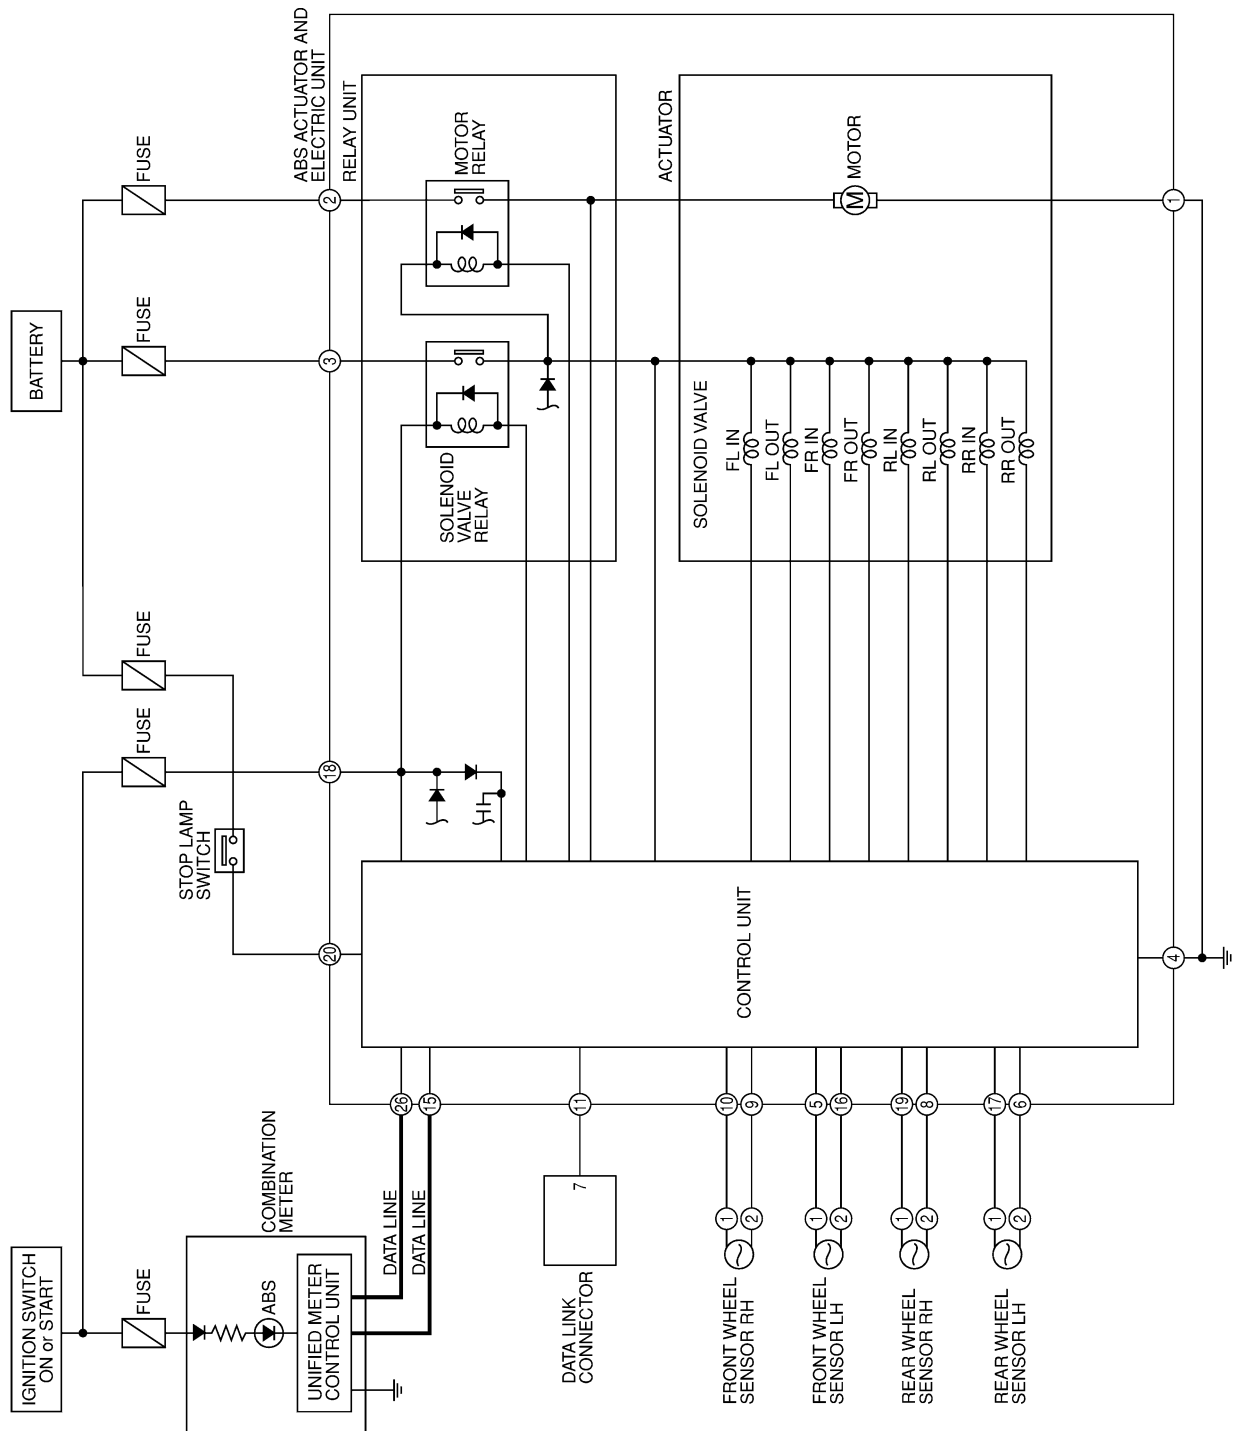 IGNITION SWITCH
ON or START
BATTERY
FUSE
FUSE
FUSE
FUSE
FUSE
COMBINATION
METER
ABS
UNIFIED METER
CONTROL UNIT
DATA LINE
DATA LINE
STOP LAMP
SWITCH
ABS ACTUATOR AND
ELECTRIC UNIT
RELAY UNIT
26
15
20
18
3
2
SOLENOID
VALVE
RELAY
MOTOR
RELAY
DATA LINK
CONNECTOR
7
11
CONTROL UNIT
ACTUATOR
SOLENOID VALVE
FL IN
FL OUT
FR IN
FR OUT
RL IN
RL OUT
RR IN
RR OUT
M
MOTOR
FRONT WHEEL
SENSOR RH
1
2
10
9
FRONT WHEEL
SENSOR LH
1
2
5
16
REAR WHEEL
SENSOR RH
1
2
19
8
REAR WHEEL
SENSOR LH
1
2
17
6
4
1